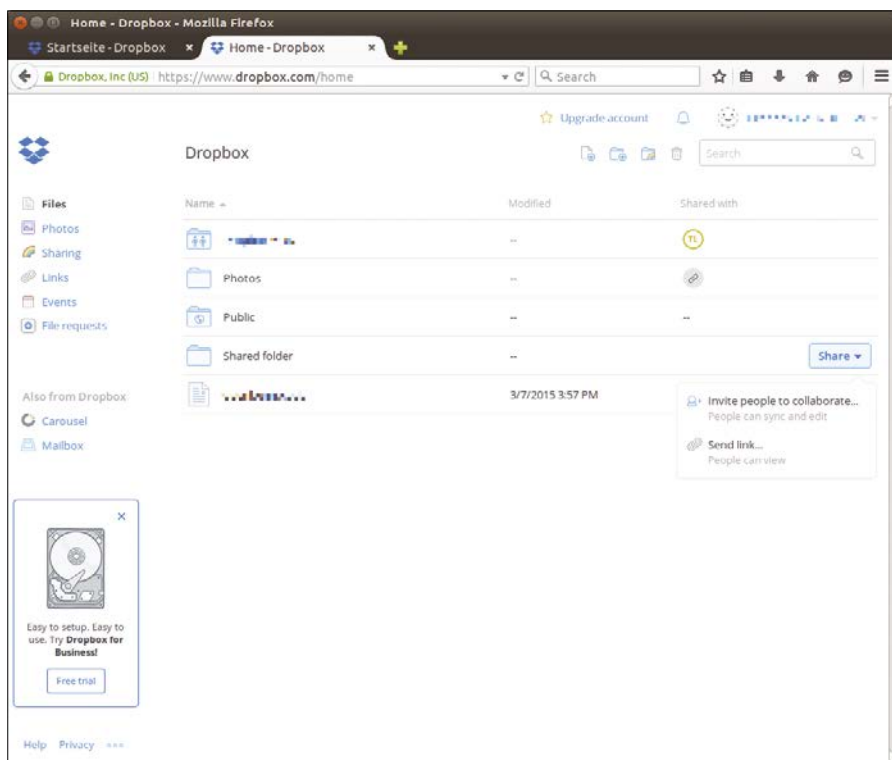 Home - Dropbox - Mozilla Firefox
Startseite - Dropbox
Home - Dropbox
Dropbox, Inc (US) https://www.dropbox.com/home
Search
Upgrade account
Dropbox
Search
Files
Photos
Sharing
Links
Events
File requests
Name
Modified
Shared with
--
TL
Photos
--
Public
--
--
Shared folder
--
Share
3/7/2015 3:57 PM
Invite people to collaborate...
People can sync and edit
Send link...
People can view
Also from Dropbox
Carousel
Mailbox
Easy to setup. Easy to
use. Try Dropbox for
Business!
Free trial
Help Privacy